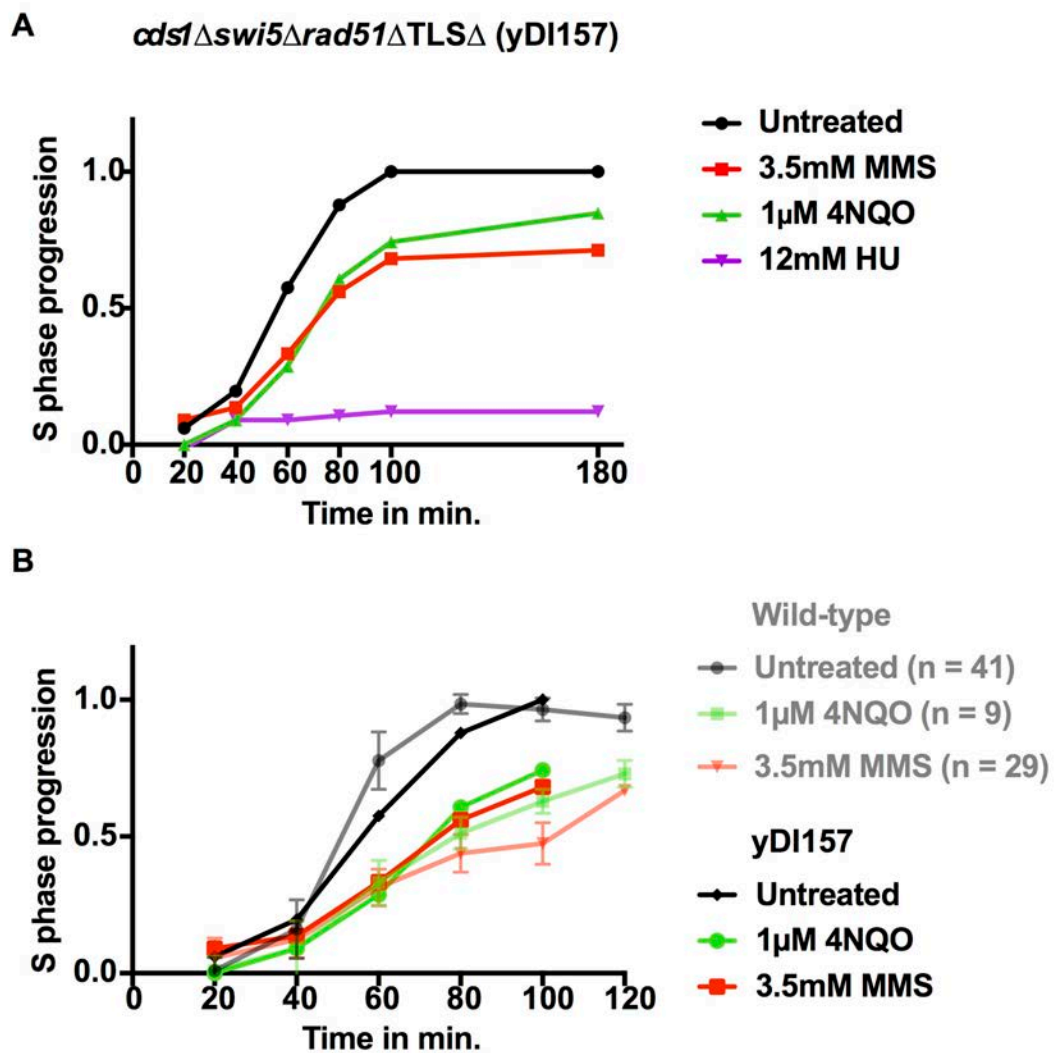 A
cds1Δswi5Δrad51ΔTLSΔ (yDI157)
S phase progression
1.0
0.5
0.0
0 20 40 60 80 100 180
Time in min.
Untreated
3.5mM MMS
1μM 4NQO
12mM HU
B
S phase progression
1.0
0.5
0.0
0 20 40 60 80 100 120
Time in min.
Wild-type
Untreated (n = 41)
1μM 4NQO (n = 9)
3.5mM MMS (n = 29)
yDI157
Untreated
1μM 4NQO
3.5mM MMS